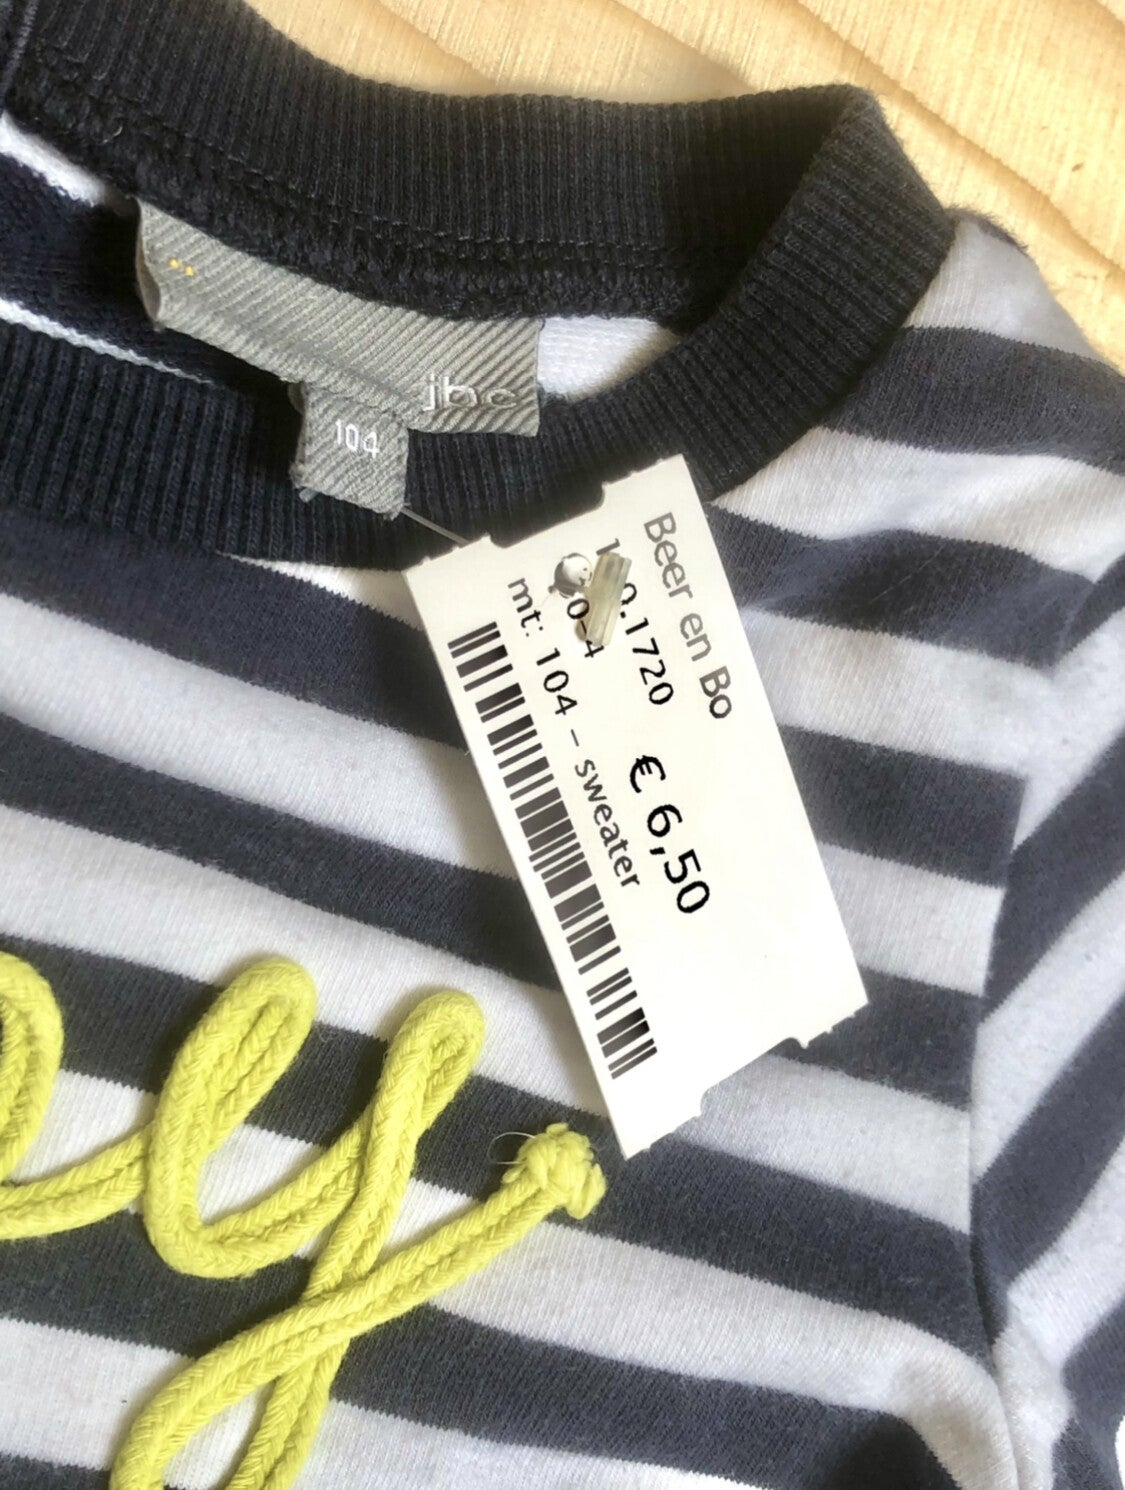 jbc
104
Beer en Bo
€ 6,50
mt: 104 – sweater